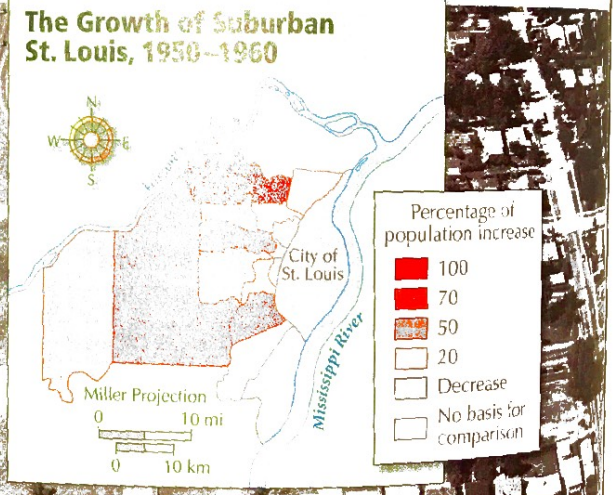 The Growth of Suburban
St. Louis, 1950–1960
N
W E
S
City of
St. Louis
Mississippi River
Percentage of
population increase
100
70
50
20
Decrease
No basis for
comparison
Miller Projection
0 10 mi
0 10 km